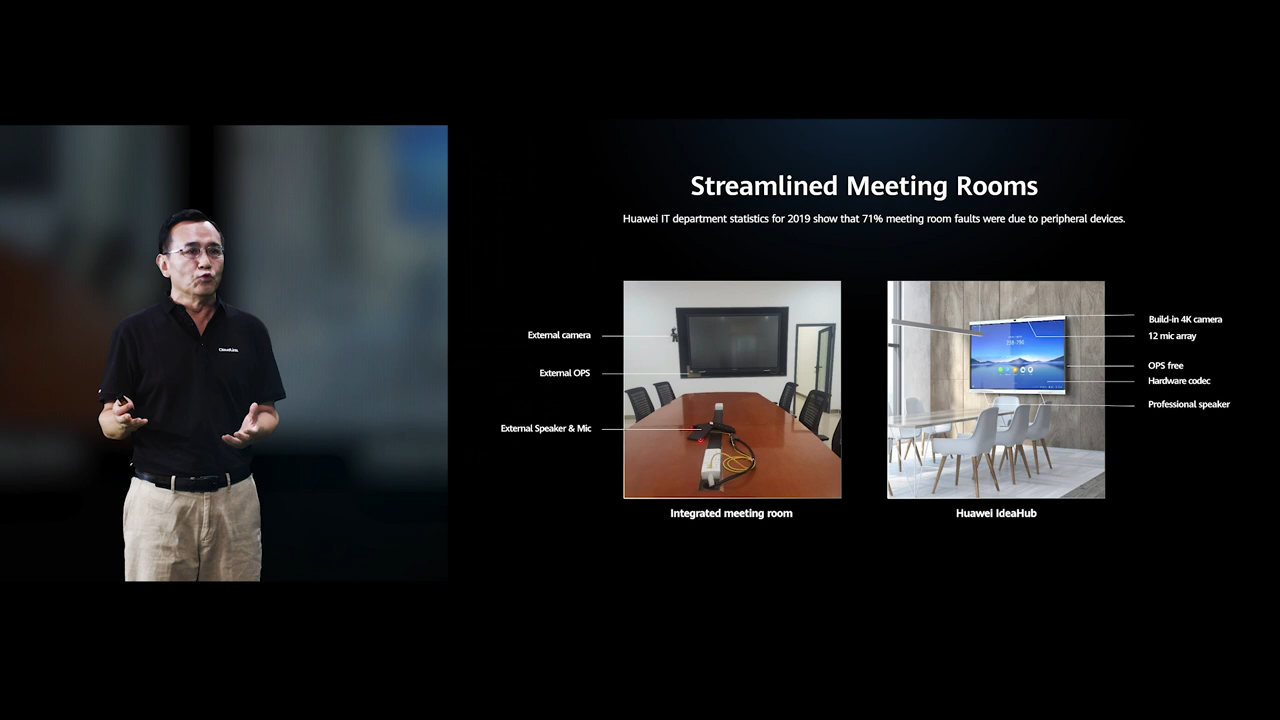 Streamlined Meeting Rooms
Huawei IT department statistics for 2019 show that 71% meeting room faults were due to peripheral devices.
External camera
External OPS
External Speaker & Mic
Integrated meeting room
Build-in 4K camera
12 mic array
OPS free
Hardware codec
Professional speaker
Huawei IdeaHub
CloudLink